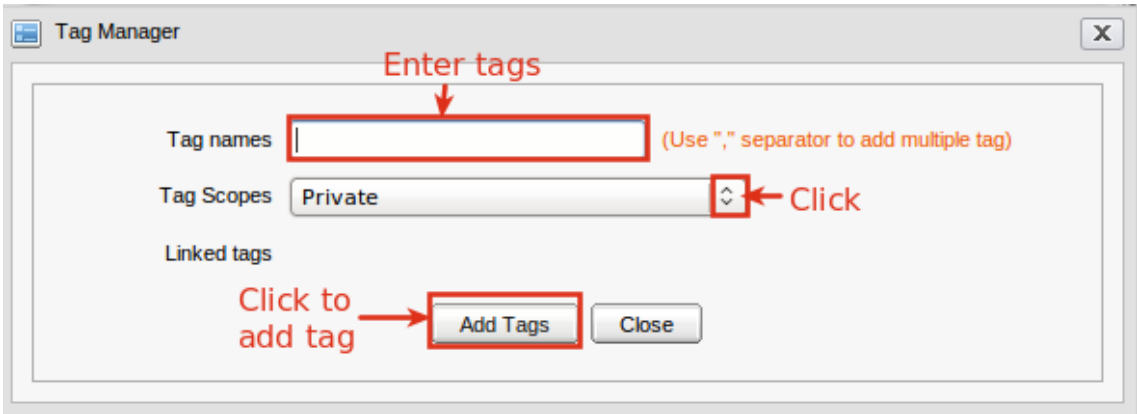 Tag Manager
X
Enter tags
Tag names
(Use "," separator to add multiple tag)
Tag Scopes
Private
Click
Linked tags
Click to
add tag
Add Tags
Close